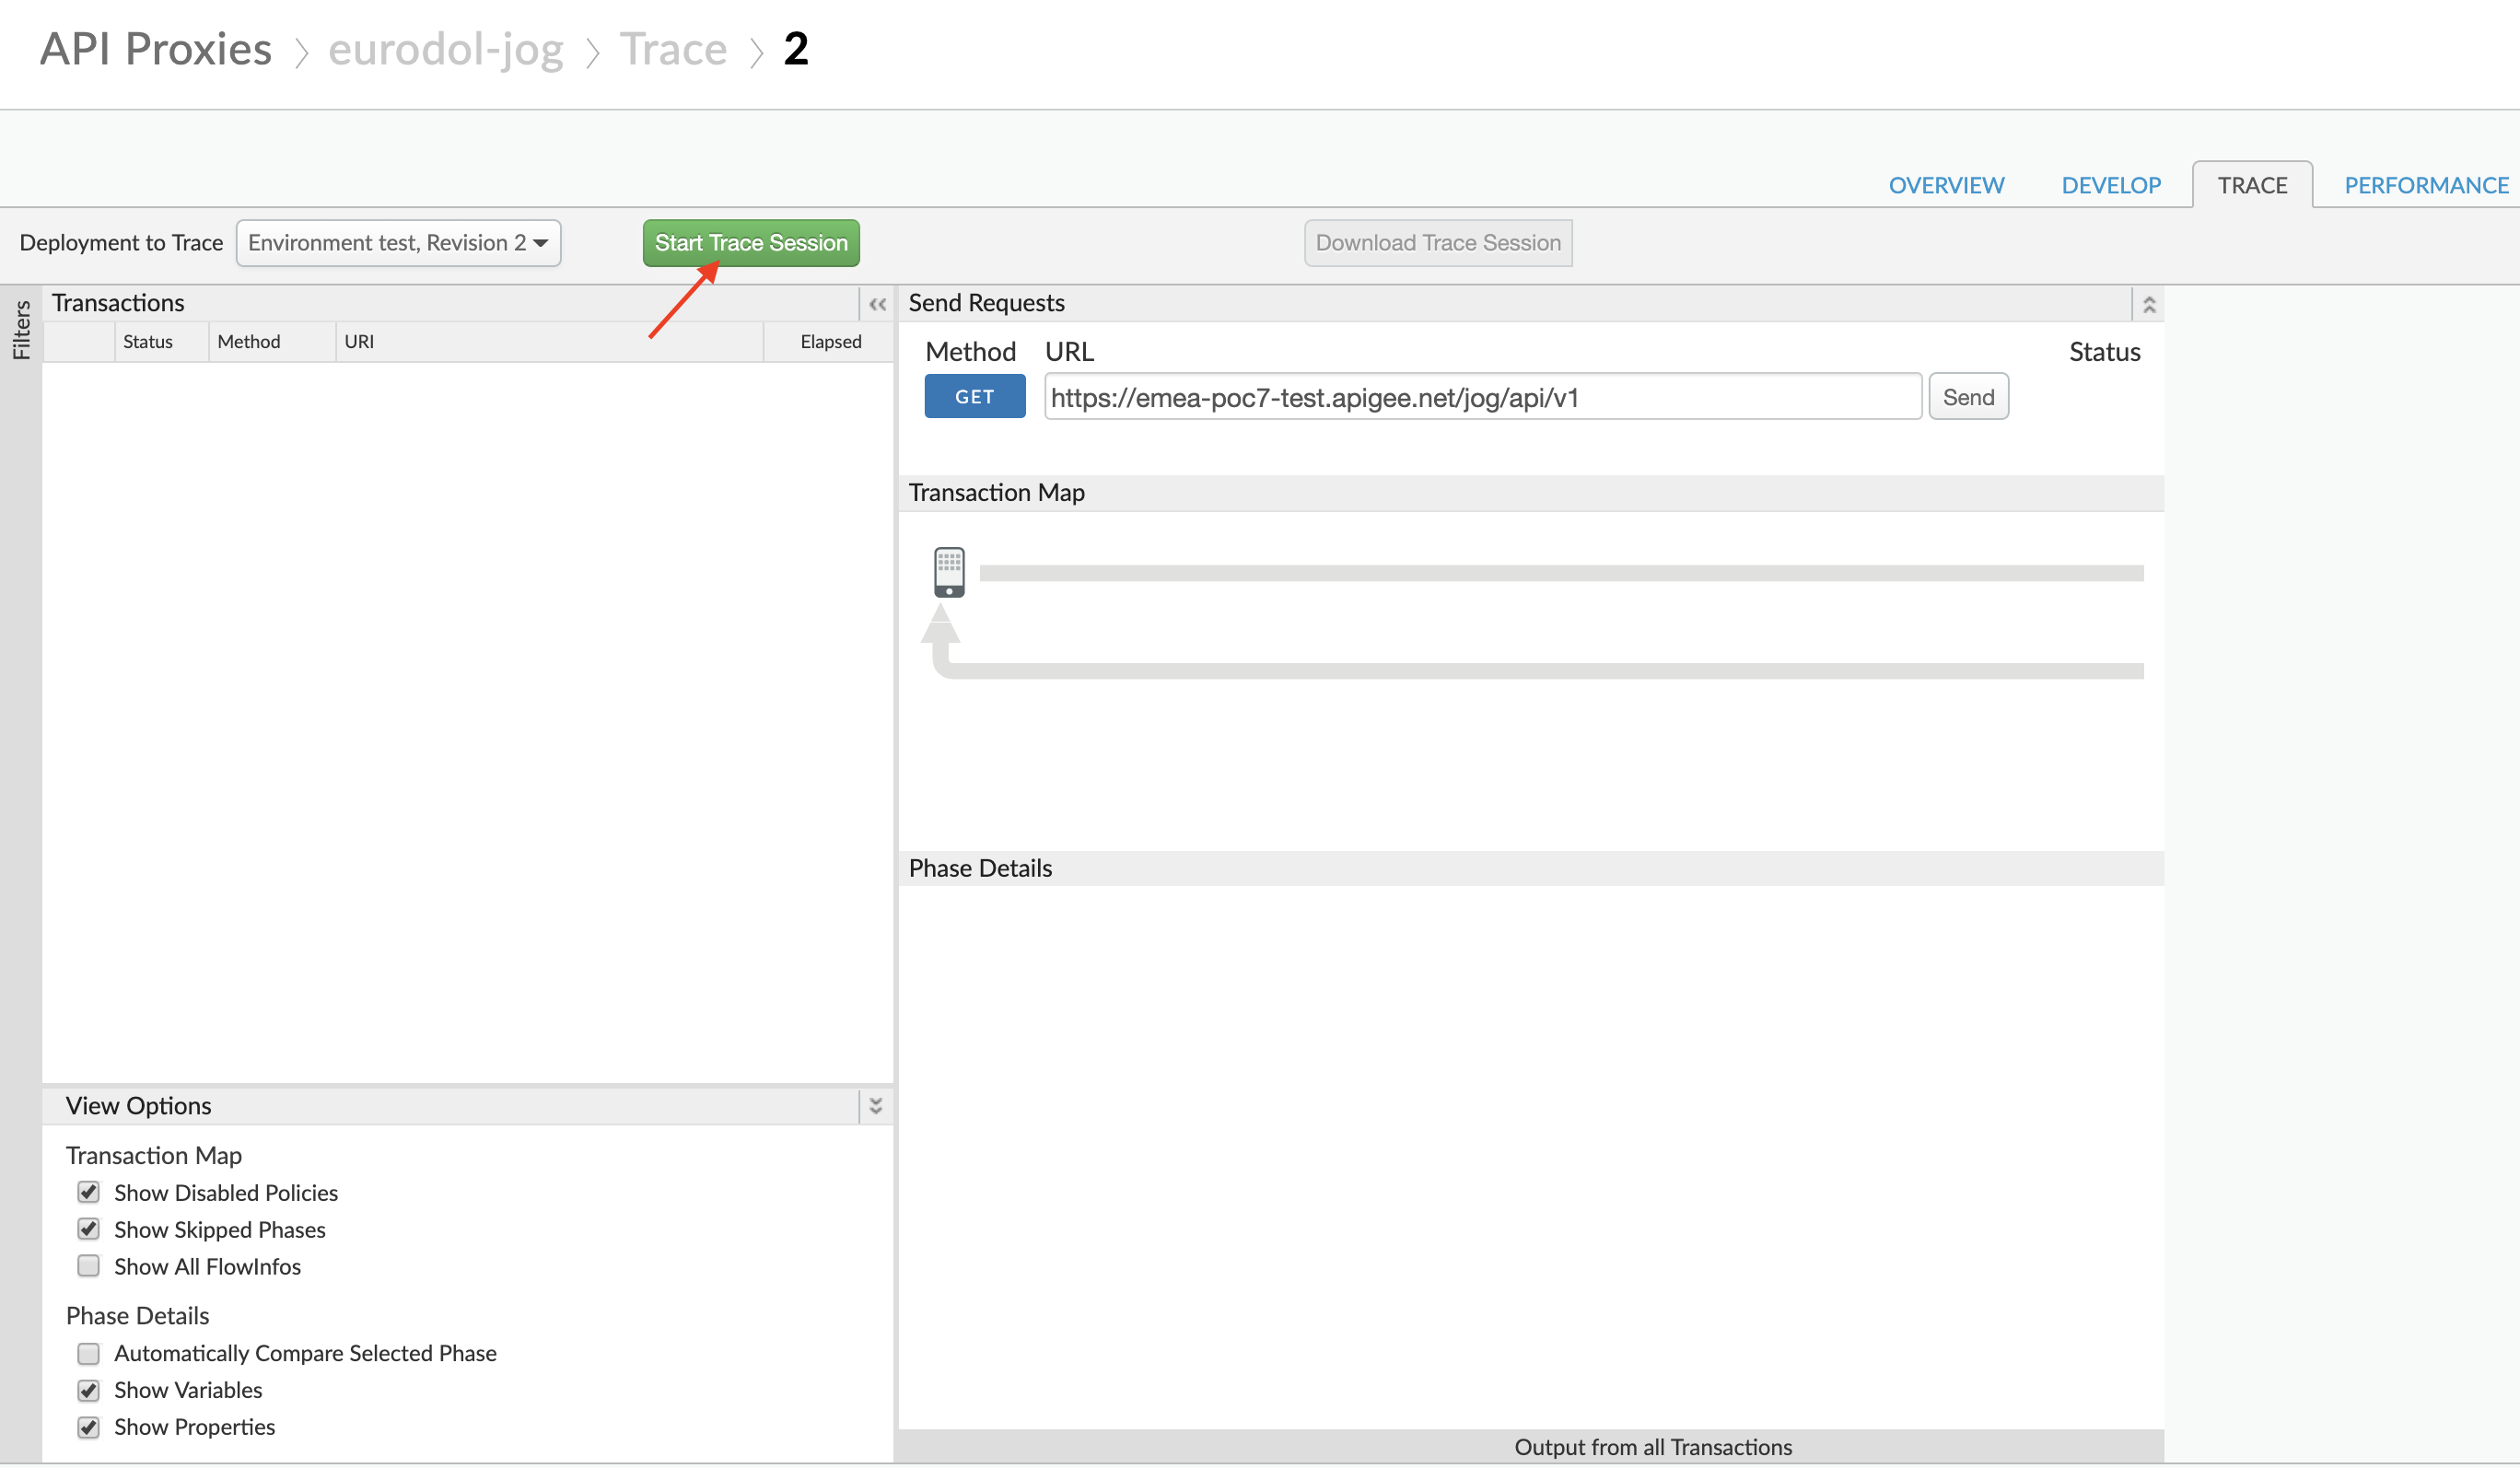 API Proxies > eurodol-jog > Trace > 2
OVERVIEW DEVELOP TRACE PERFORMANCE
Deployment to Trace Environment test, Revision 2 Start Trace Session Download Trace Session
Filters
Transactions
Status Method URI Elapsed
Send Requests
Method URL Status
GET https://emea-poc7-test.apigee.net/jog/api/v1 Send
Transaction Map
Phase Details
View Options
Transaction Map
Show Disabled Policies
Show Skipped Phases
Show All FlowInfos
Phase Details
Automatically Compare Selected Phase
Show Variables
Show Properties
Output from all Transactions